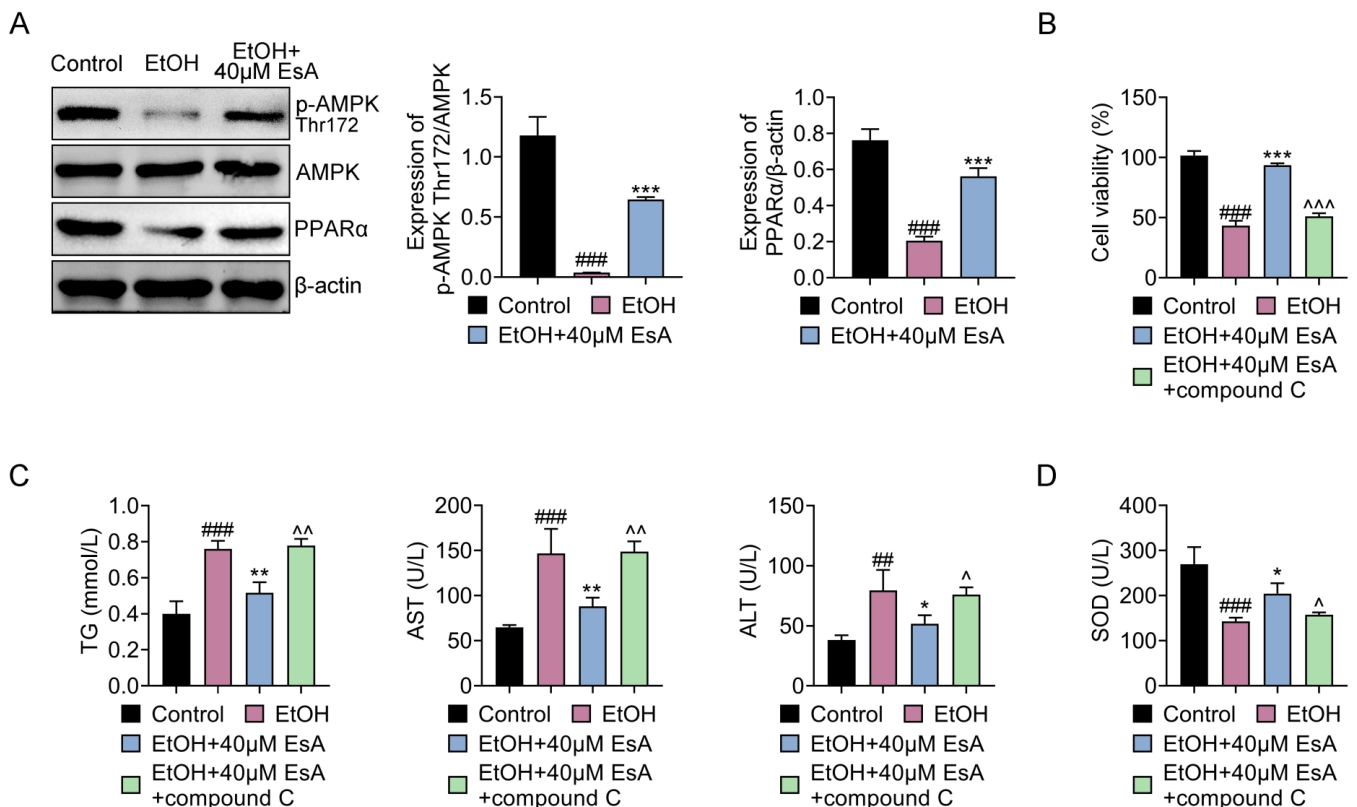 A
Control EtOH EtOH+
40μM EsA
p-AMPK
Thr172
AMPK
PPARα
β-actin
Expression of
p-AMPK Thr172/AMPK
1.5
1.0
0.5
0.0
###
***
Control EtOH
EtOH+40μM EsA
Expression of
PPARα/β-actin
1.0
0.8
0.6
0.4
0.2
0.0
###
***
Control EtOH
EtOH+40μM EsA
B
Cell viability (%)
150
100
50
0
###
***
^^^
Control EtOH
EtOH+40μM EsA
EtOH+40μM EsA
+compound C
C
TG (mmol/L)
1.0
0.8
0.6
0.4
0.2
0.0
###
**
^^
Control EtOH
EtOH+40μM EsA
EtOH+40μM EsA
+compound C
AST (U/L)
200
150
100
50
0
###
**
^^
Control EtOH
EtOH+40μM EsA
EtOH+40μM EsA
+compound C
ALT (U/L)
150
100
50
0
##
*
^
Control EtOH
EtOH+40μM EsA
EtOH+40μM EsA
+compound C
D
SOD (U/L)
400
300
200
100
0
###
*
^
Control EtOH
EtOH+40μM EsA
EtOH+40μM EsA
+compound C